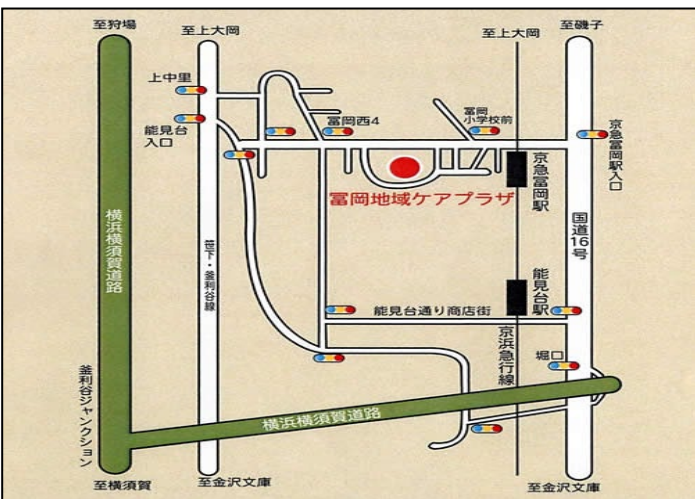 至狩場
至上大岡
至上大岡
至磯子
上中里
能見台
入口
富岡西4
富岡
小学校前
京急富岡駅入口
京急富岡駅
富岡地域ケアプラザ
横浜横須賀道路
笹下・釜利谷線
国道16号
能見台駅
能見台通り商店街
京浜急行線
堀口
釜利谷ジャンクション
横浜横須賀道路
至横須賀
至金沢文庫
至金沢文庫